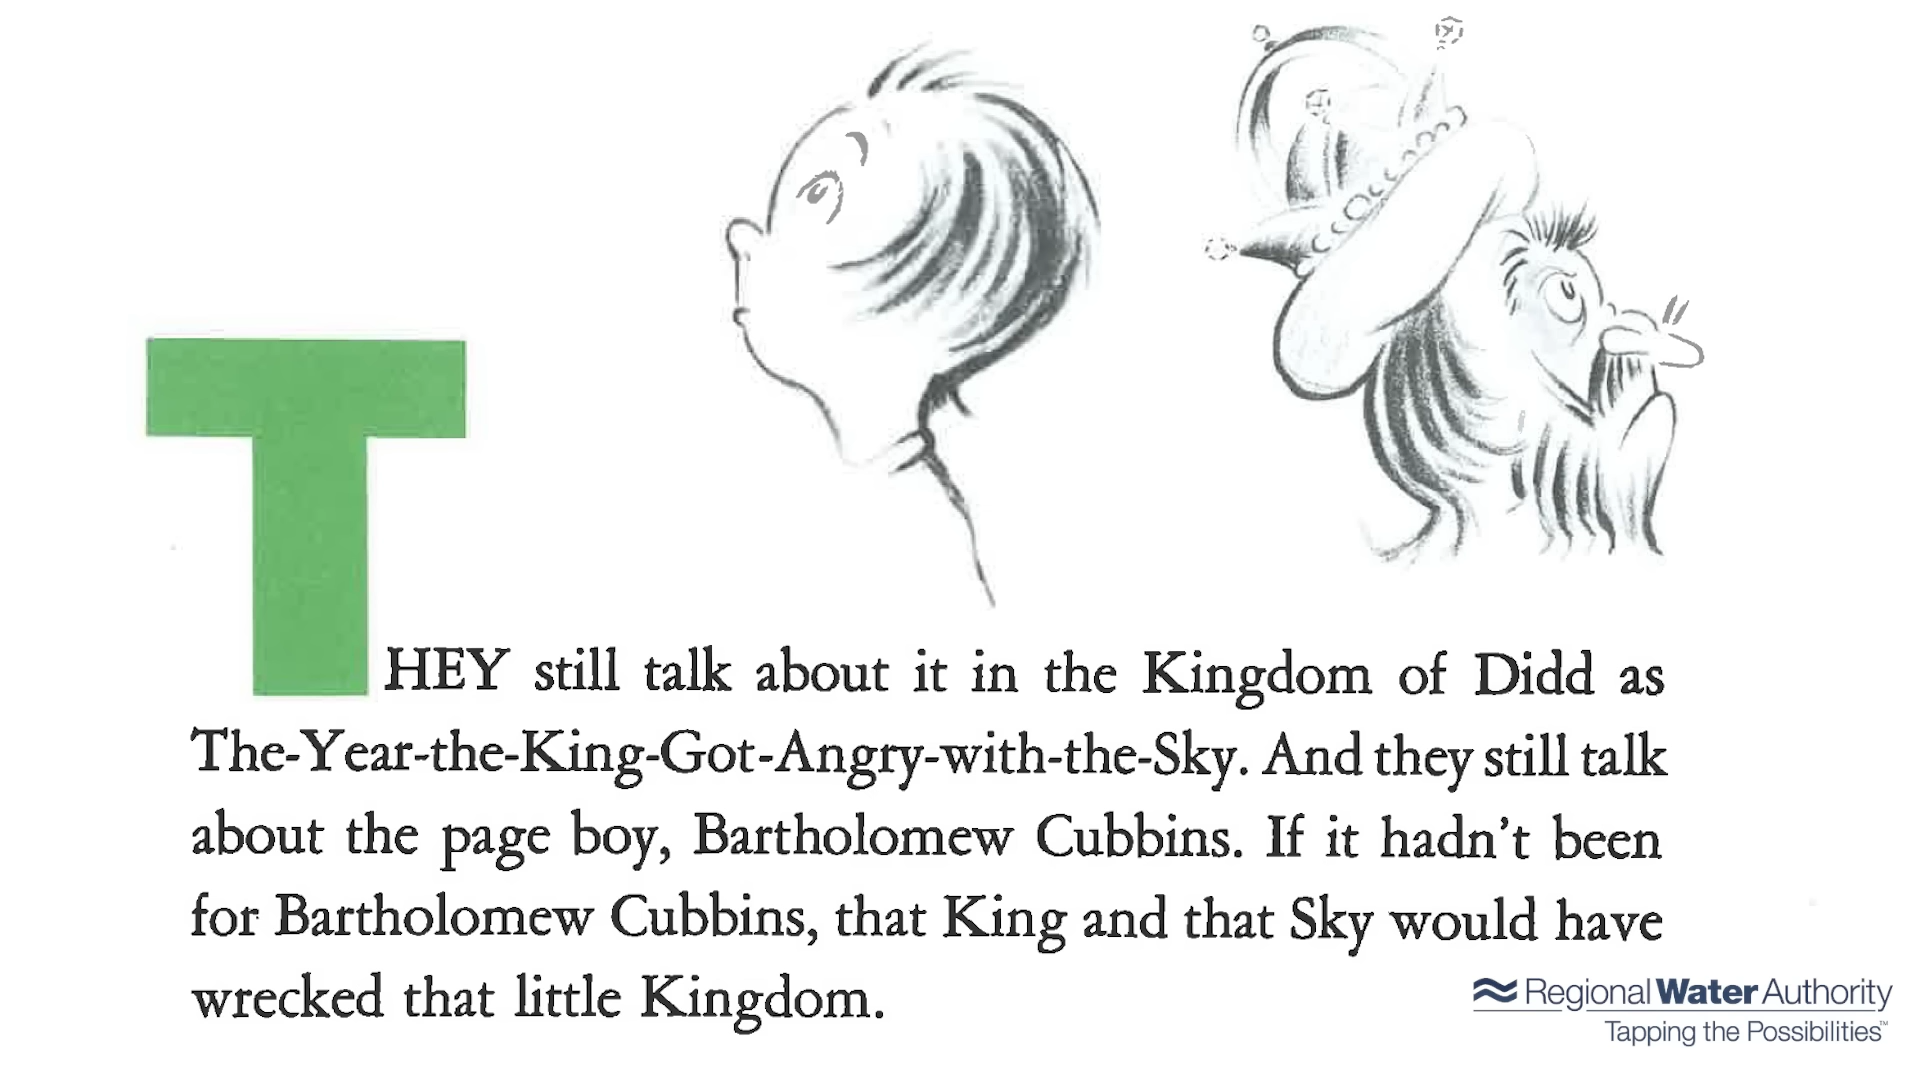 THEY still talk about it in the Kingdom of Didd as
The-Year-the-King-Got-Angry-with-the-Sky. And they still talk
about the page boy, Bartholomew Cubbins. If it hadn't been
for Bartholomew Cubbins, that King and that Sky would have
wrecked that little Kingdom.
Regional Water Authority
Tapping the Possibilities™